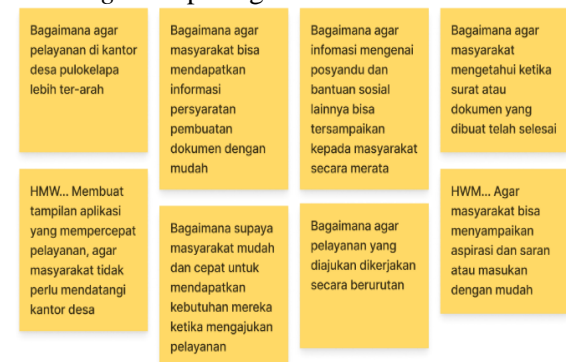 Bagaimana agar
pelayanan di kantor
desa pulokelapa
lebih ter-arah
Bagaimana agar
masyarakat bisa
mendapatkan
informasi
persyaratan
pembuatan
dokumen dengan
mudah
Bagaimana agar
infomasi mengenai
posyandu dan
bantuan sosial
lainnya bisa
tersampaikan
kepada masyarakat
secara merata
Bagaimana agar
masyarakat
mengetahui ketika
surat atau
dokumen yang
dibuat telah selesai
HMW... Membuat
tampilan aplikasi
yang mempercepat
pelayanan, agar
masyarakat tidak
perlu mendatangi
kantor desa
Bagaimana supaya
masyarakat mudah
dan cepat untuk
mendapatkan
kebutuhan mereka
ketika mengajukan
pelayanan
Bagaimana agar
pelayanan yang
diajukan dikerjakan
secara berurutan
HWM... Agar
masyarakat bisa
menyampaikan
aspirasi dan saran
atau masukan
dengan mudah